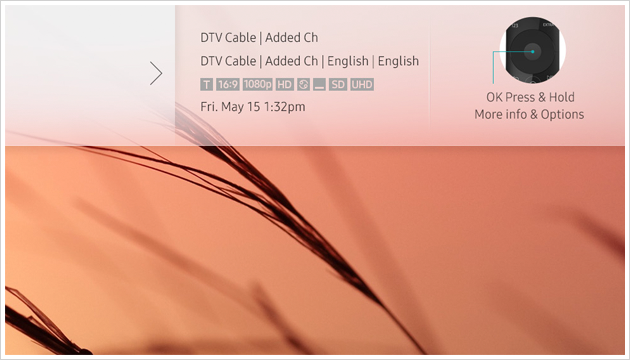 DTV Cable | Added Ch
DTV Cable | Added Ch | English | English
T 16:9 1080p HD SD UHD
Fri. May 15 1:32pm
OK Press & Hold
More info & Options